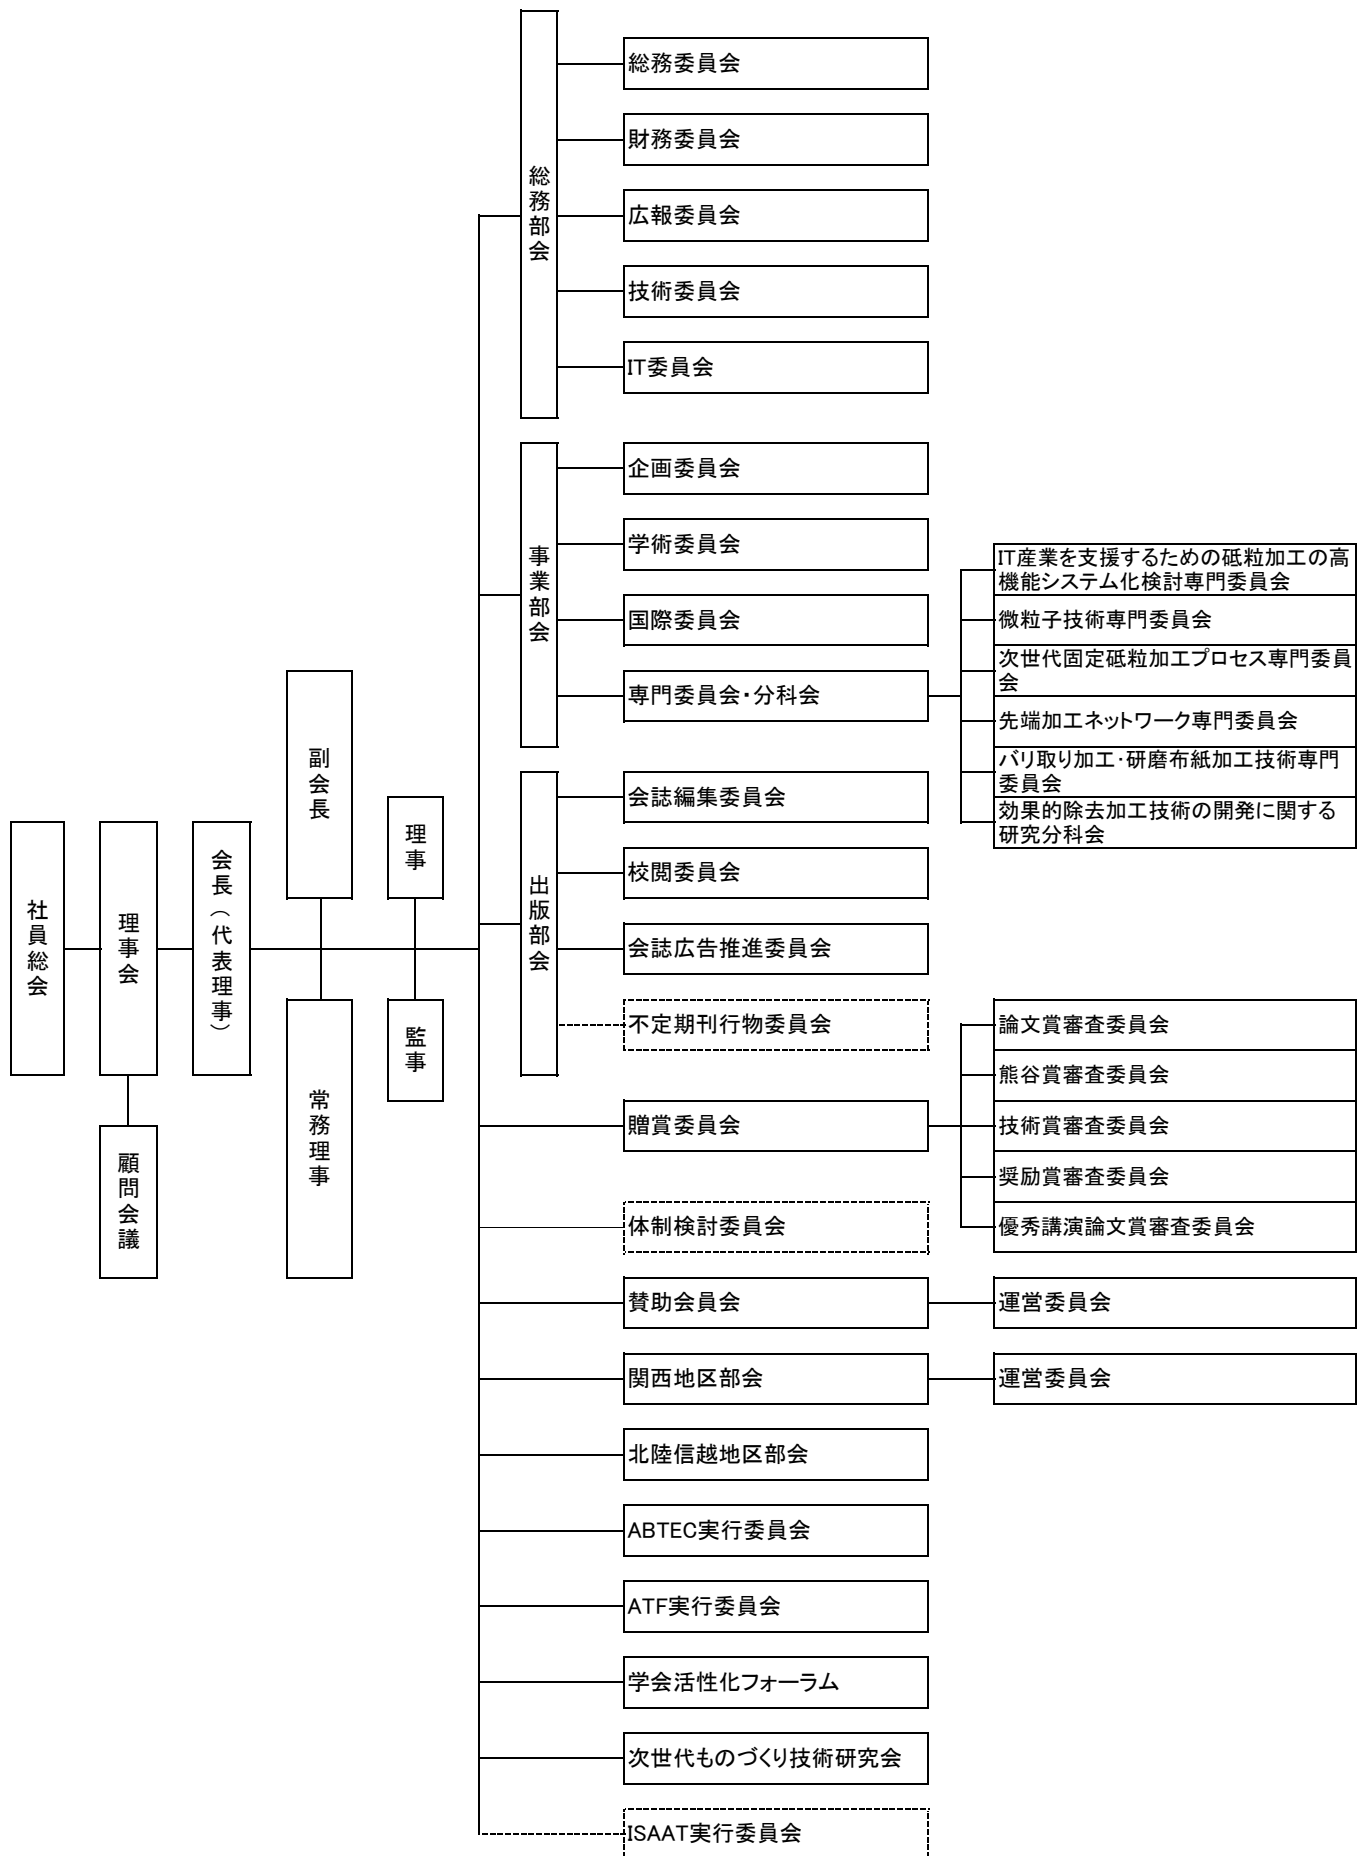 社員総会
理事会
顧問会議
会長(代表理事)
副会長
常務理事
理事
監事
総務部会
総務委員会
財務委員会
広報委員会
技術委員会
IT委員会
事業部会
企画委員会
学術委員会
国際委員会
専門委員会・分科会
IT産業を支援するための砥粒加工の高
機能システム化検討専門委員会
微粒子技術専門委員会
次世代固定砥粒加工プロセス専門委員
会
先端加工ネットワーク専門委員会
バリ取り加工・研磨布紙加工技術専門
委員会
効果的除去加工技術の開発に関する
研究分科会
出版部会
会誌編集委員会
校閲委員会
会誌広告推進委員会
不定期刊行物委員会
贈賞委員会
論文賞審査委員会
熊谷賞審査委員会
技術賞審査委員会
奨励賞審査委員会
優秀講演論文賞審査委員会
体制検討委員会
賛助会員会
運営委員会
関西地区部会
運営委員会
北陸信越地区部会
ABTEC実行委員会
ATF実行委員会
学会活性化フォーラム
次世代ものづくり技術研究会
ISAAT実行委員会